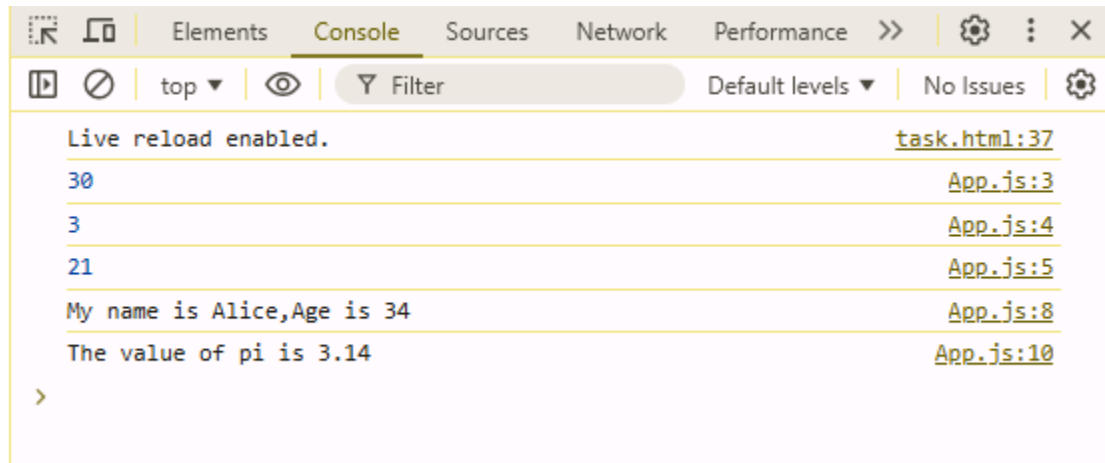 Elements Console Sources Network Performance >>
top ▼ Filter Default levels ▼ No Issues
Live reload enabled. task.html:37
30 App.js:3
3 App.js:4
21 App.js:5
My name is Alice,Age is 34 App.js:8
The value of pi is 3.14 App.js:10
>